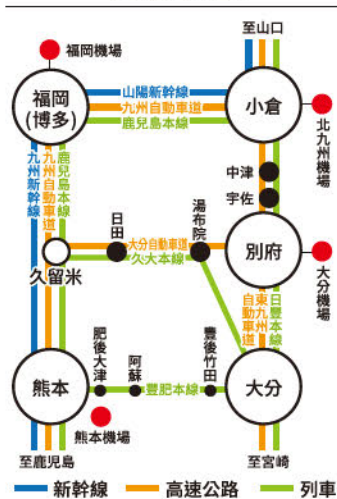 至山口
福岡機場
福岡
(博多)
山陽新幹線
九州自動車道
鹿兒島本線
小倉
北九州機場
中津
宇佐
九州新幹線
九州自動車道
鹿兒島本線
日田
湯布院
大分自動車道
久大本線
久留米
別府
大分機場
東九州
自動車道
日豐本線
肥後大津
阿蘇
豐後竹田
熊本
豐肥本線
大分
熊本機場
至鹿兒島
至宮崎
新幹線
高速公路
列車